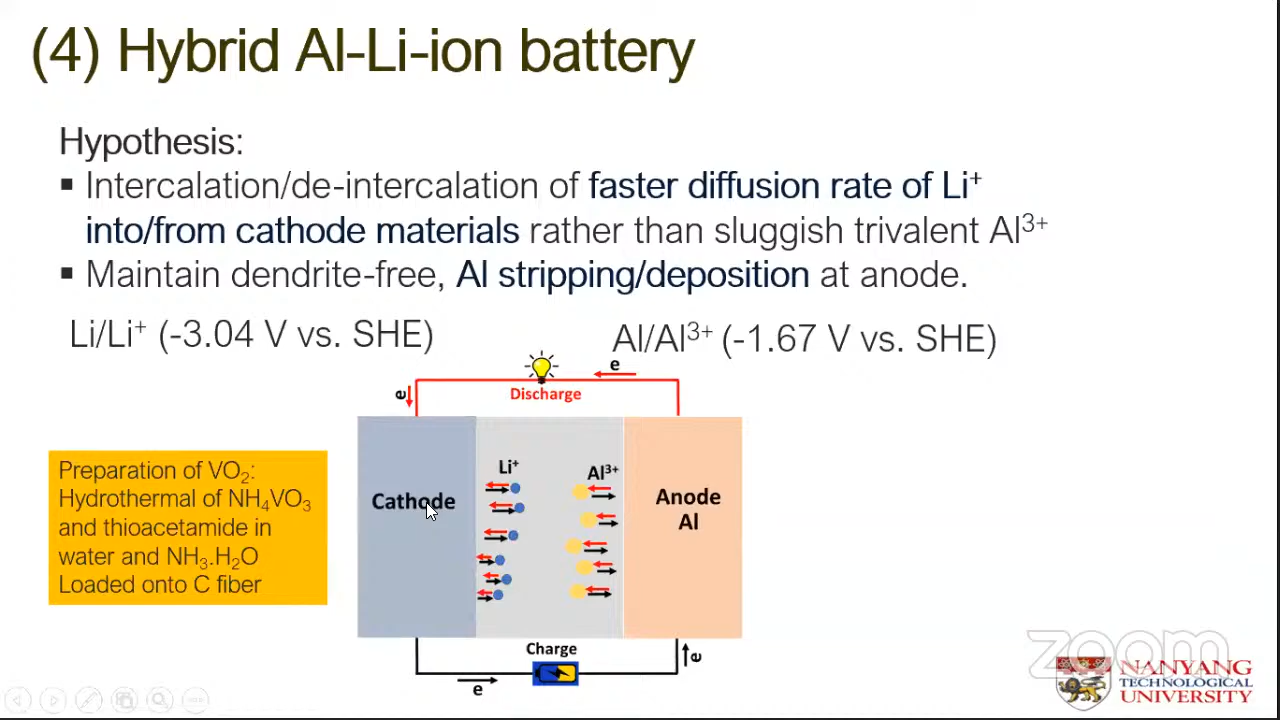 (4) Hybrid Al-Li-ion battery
Hypothesis:
▪ Intercalation/de-intercalation of faster diffusion rate of Li⁺
into/from cathode materials rather than sluggish trivalent Al³⁺
▪ Maintain dendrite-free, Al stripping/deposition at anode.
Li/Li⁺ (-3.04 V vs. SHE)
Al/Al³⁺ (-1.67 V vs. SHE)
e
e
Discharge
Li⁺
Al³⁺
Cathode
Anode
Al
Preparation of VO₂:
Hydrothermal of NH₄VO₃
and thioacetamide in
water and NH₃.H₂O
Loaded onto C fiber
Charge
e
e
zoom
NANYANG
TECHNOLOGICAL
UNIVERSITY